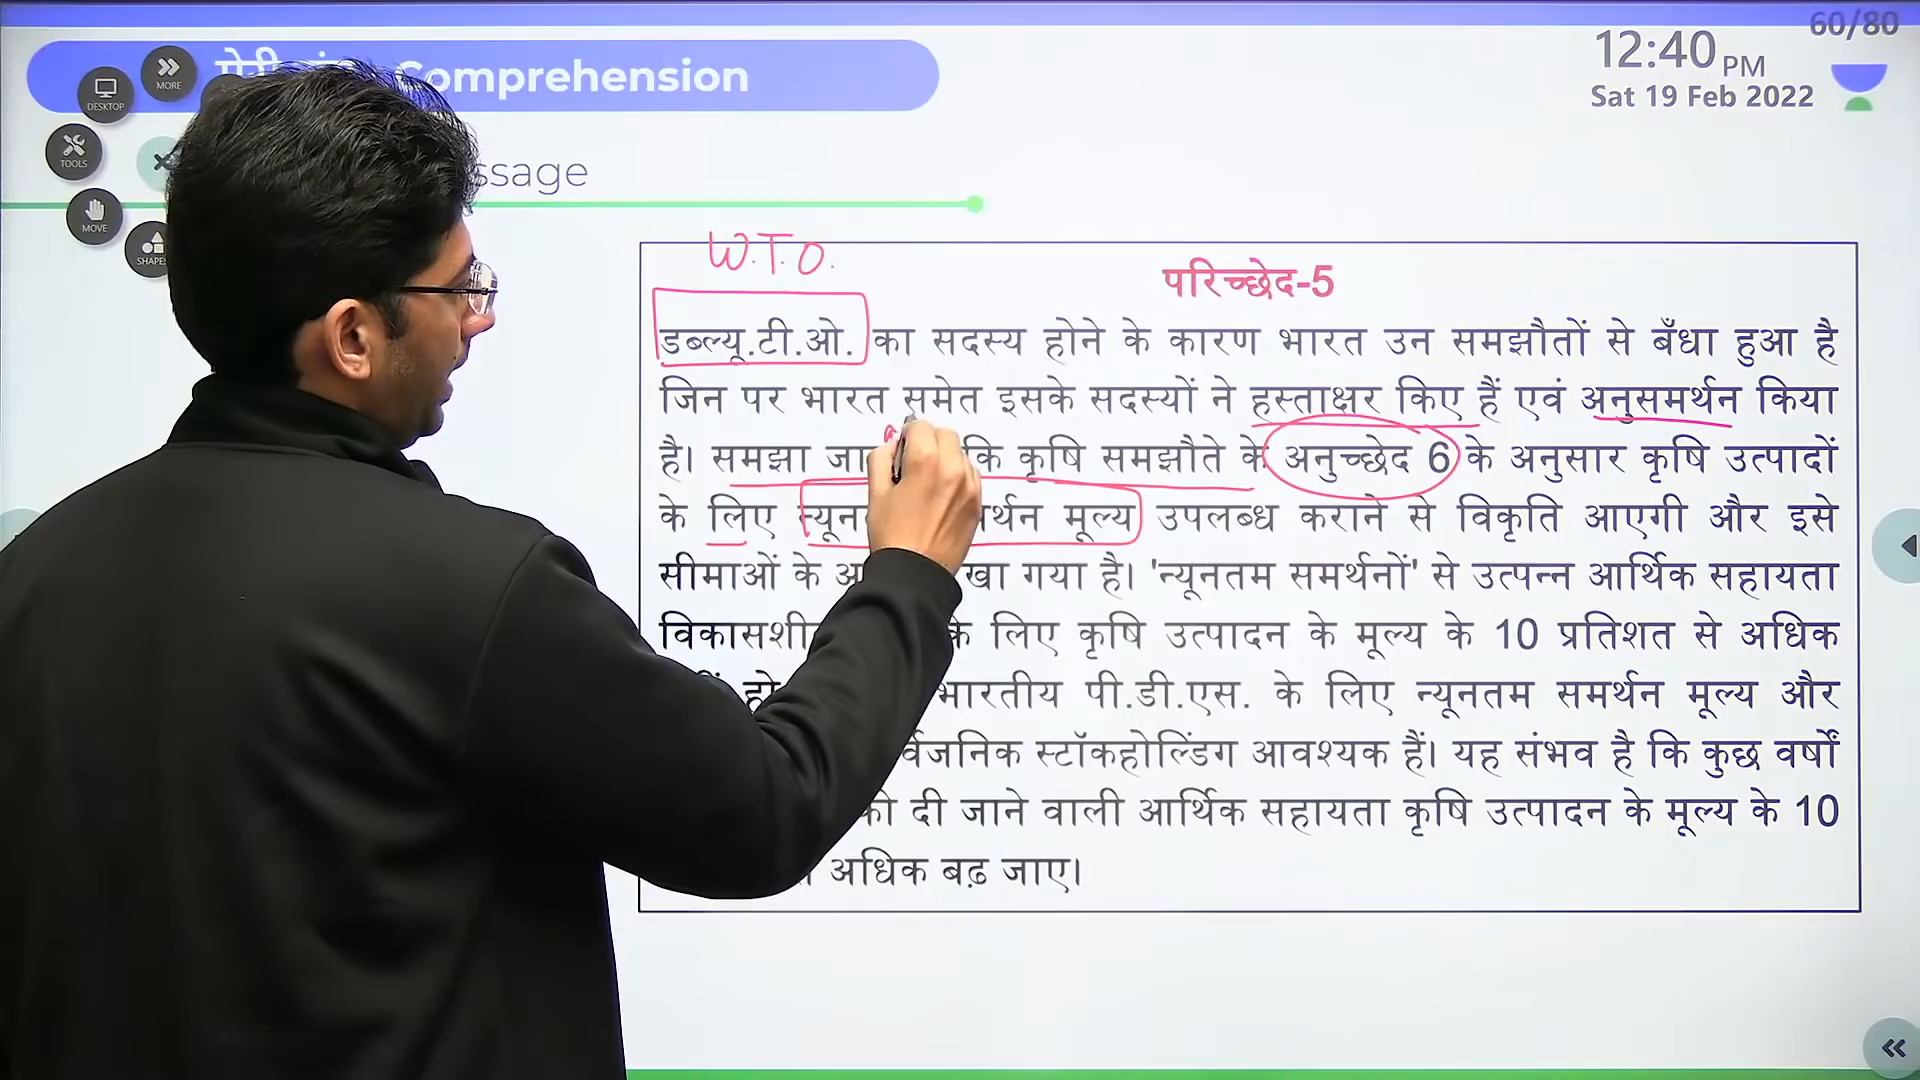 60/80
12:40 PM
Sat 19 Feb 2022
Comprehension
MORE
DESKTOP
TOOLS
MOVE
ssage
W.T.O.
परिच्छेद-5
डब्ल्यू.टी.ओ. का सदस्य होने के कारण भारत उन समझौतों से बँधा हुआ है
जिन पर भारत समेत इसके सदस्यों ने हस्ताक्षर किए हैं एवं अनुसमर्थन किया
है। समझा जा कि कृषि समझौते के अनुच्छेद 6 के अनुसार कृषि उत्पादों
के लिए र्थन मूल्य उपलब्ध कराने से विकृति आएगी और इसे
सीमाओं के खा गया है। 'न्यूनतम समर्थनों' से उत्पन्न आर्थिक सहायता
विकासशी के लिए कृषि उत्पादन के मूल्य के 10 प्रतिशत से अधिक
हो भारतीय पी.डी.एस. के लिए न्यूनतम समर्थन मूल्य और
र्वजनिक स्टॉकहोल्डिंग आवश्यक हैं। यह संभव है कि कुछ वर्षों
को दी जाने वाली आर्थिक सहायता कृषि उत्पादन के मूल्य के 10
अधिक बढ़ जाए।